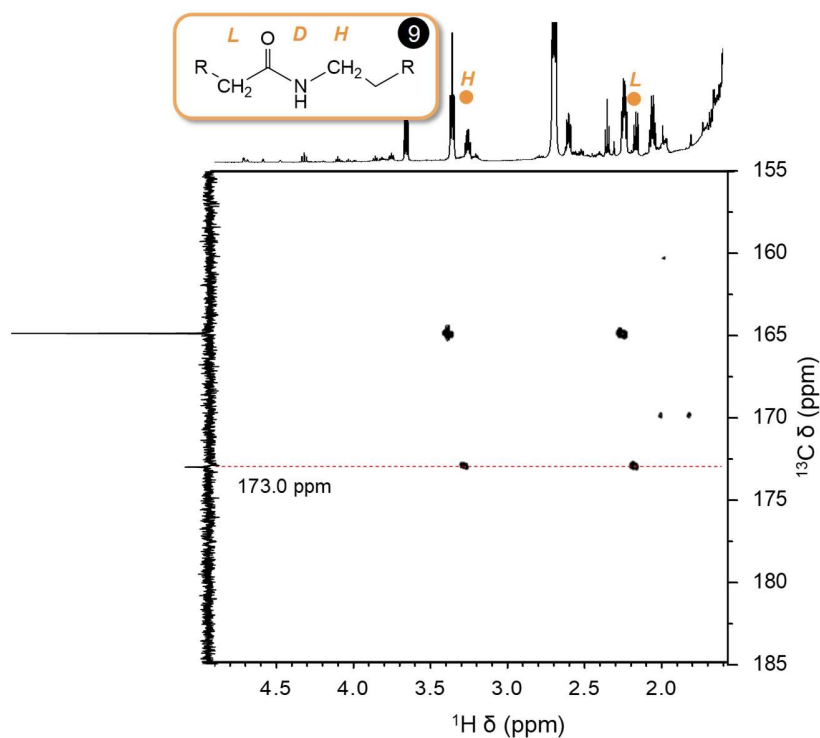 L O D H 9
R CH₂ N H CH₂ R
H L
155
160
165
170
173.0 ppm
175
180
185
¹³C δ (ppm)
4.5 4.0 3.5 3.0 2.5 2.0
¹H δ (ppm)